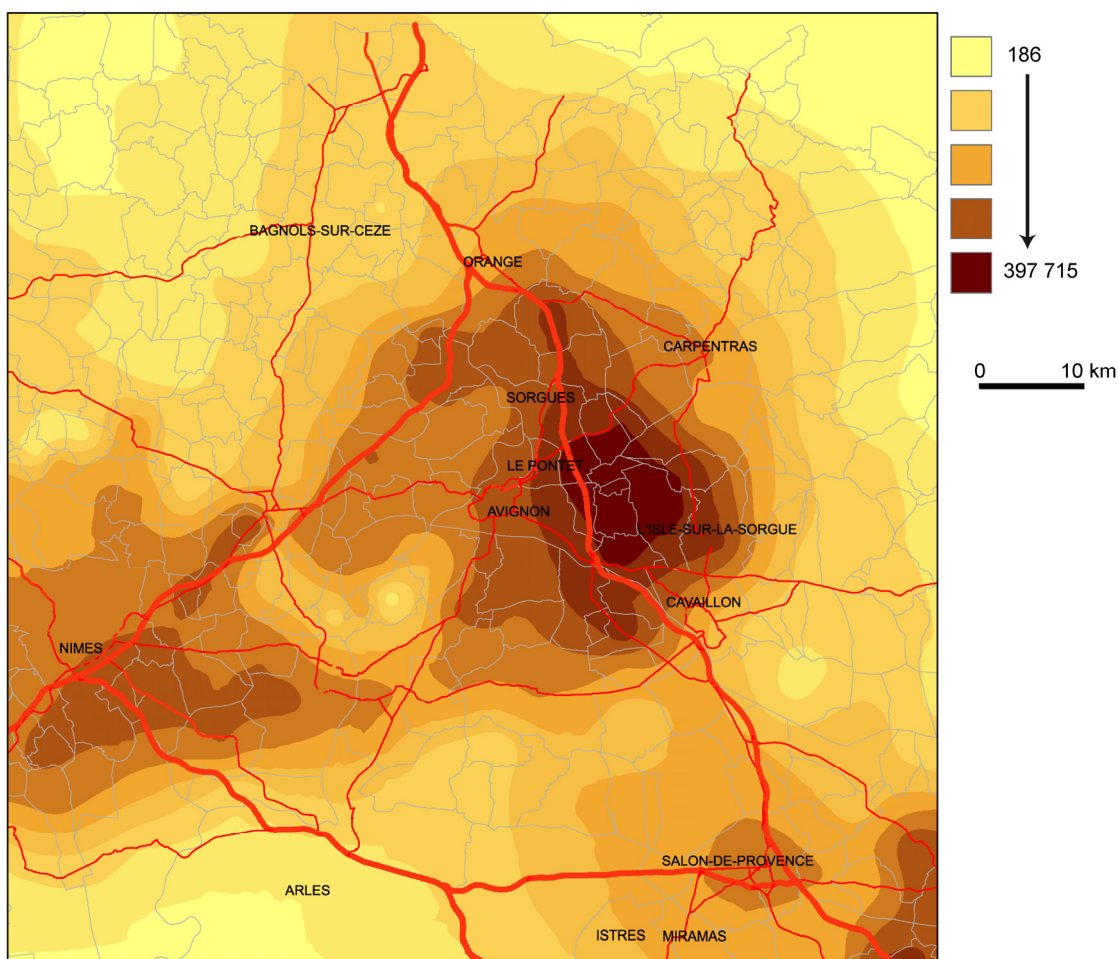 186
397 715
0 10 km
BAGNOLS-SUR-CEZE
ORANGE
CARPENTRAS
SORGUES
LE PONTET
AVIGNON
L'ISLE-SUR-LA-SORGUE
CAVAILLON
NIMES
SALON-DE-PROVENCE
ARLES
ISTRES
MIRAMAS